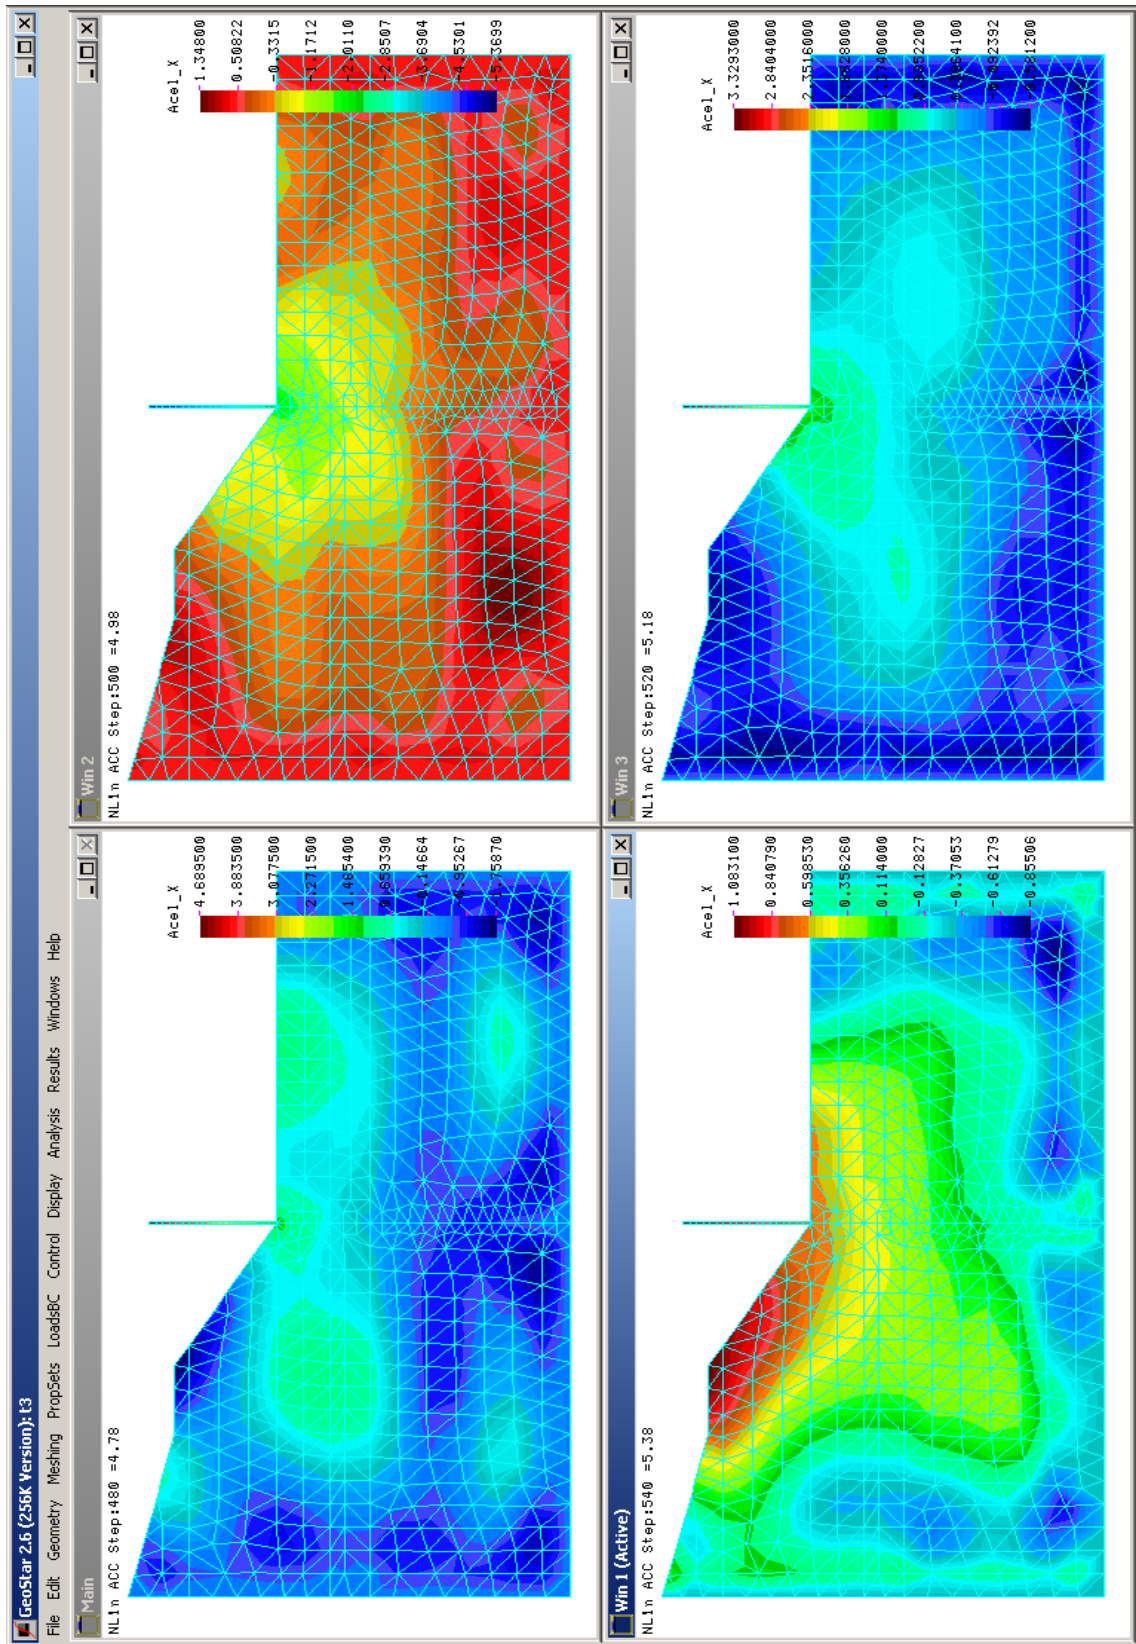 GeoStar 2.6 (256K Version): t3
File Edit Geometry Meshing PropSets LoadsBC Control Display Analysis Results Windows Help
Main
NLin ACC Step:480 =4.78
Acel_X
4.689500
3.883500
3.077500
2.271500
1.465400
0.659390
-0.14664
-0.95267
-1.75870
Win 2
NLin ACC Step:500 =4.98
Acel_X
1.34800
0.50822
-0.3315
-1.1712
-2.0110
-2.8507
-3.6904
-4.5301
-5.3699
Win 1 (Active)
NLin ACC Step:540 =5.38
Acel_X
1.083100
0.840790
0.598530
0.356260
0.114000
-0.12827
-0.37053
-0.61279
-0.85506
Win 3
NLin ACC Step:520 =5.18
Acel_X
3.3293000
2.8404000
2.3516000